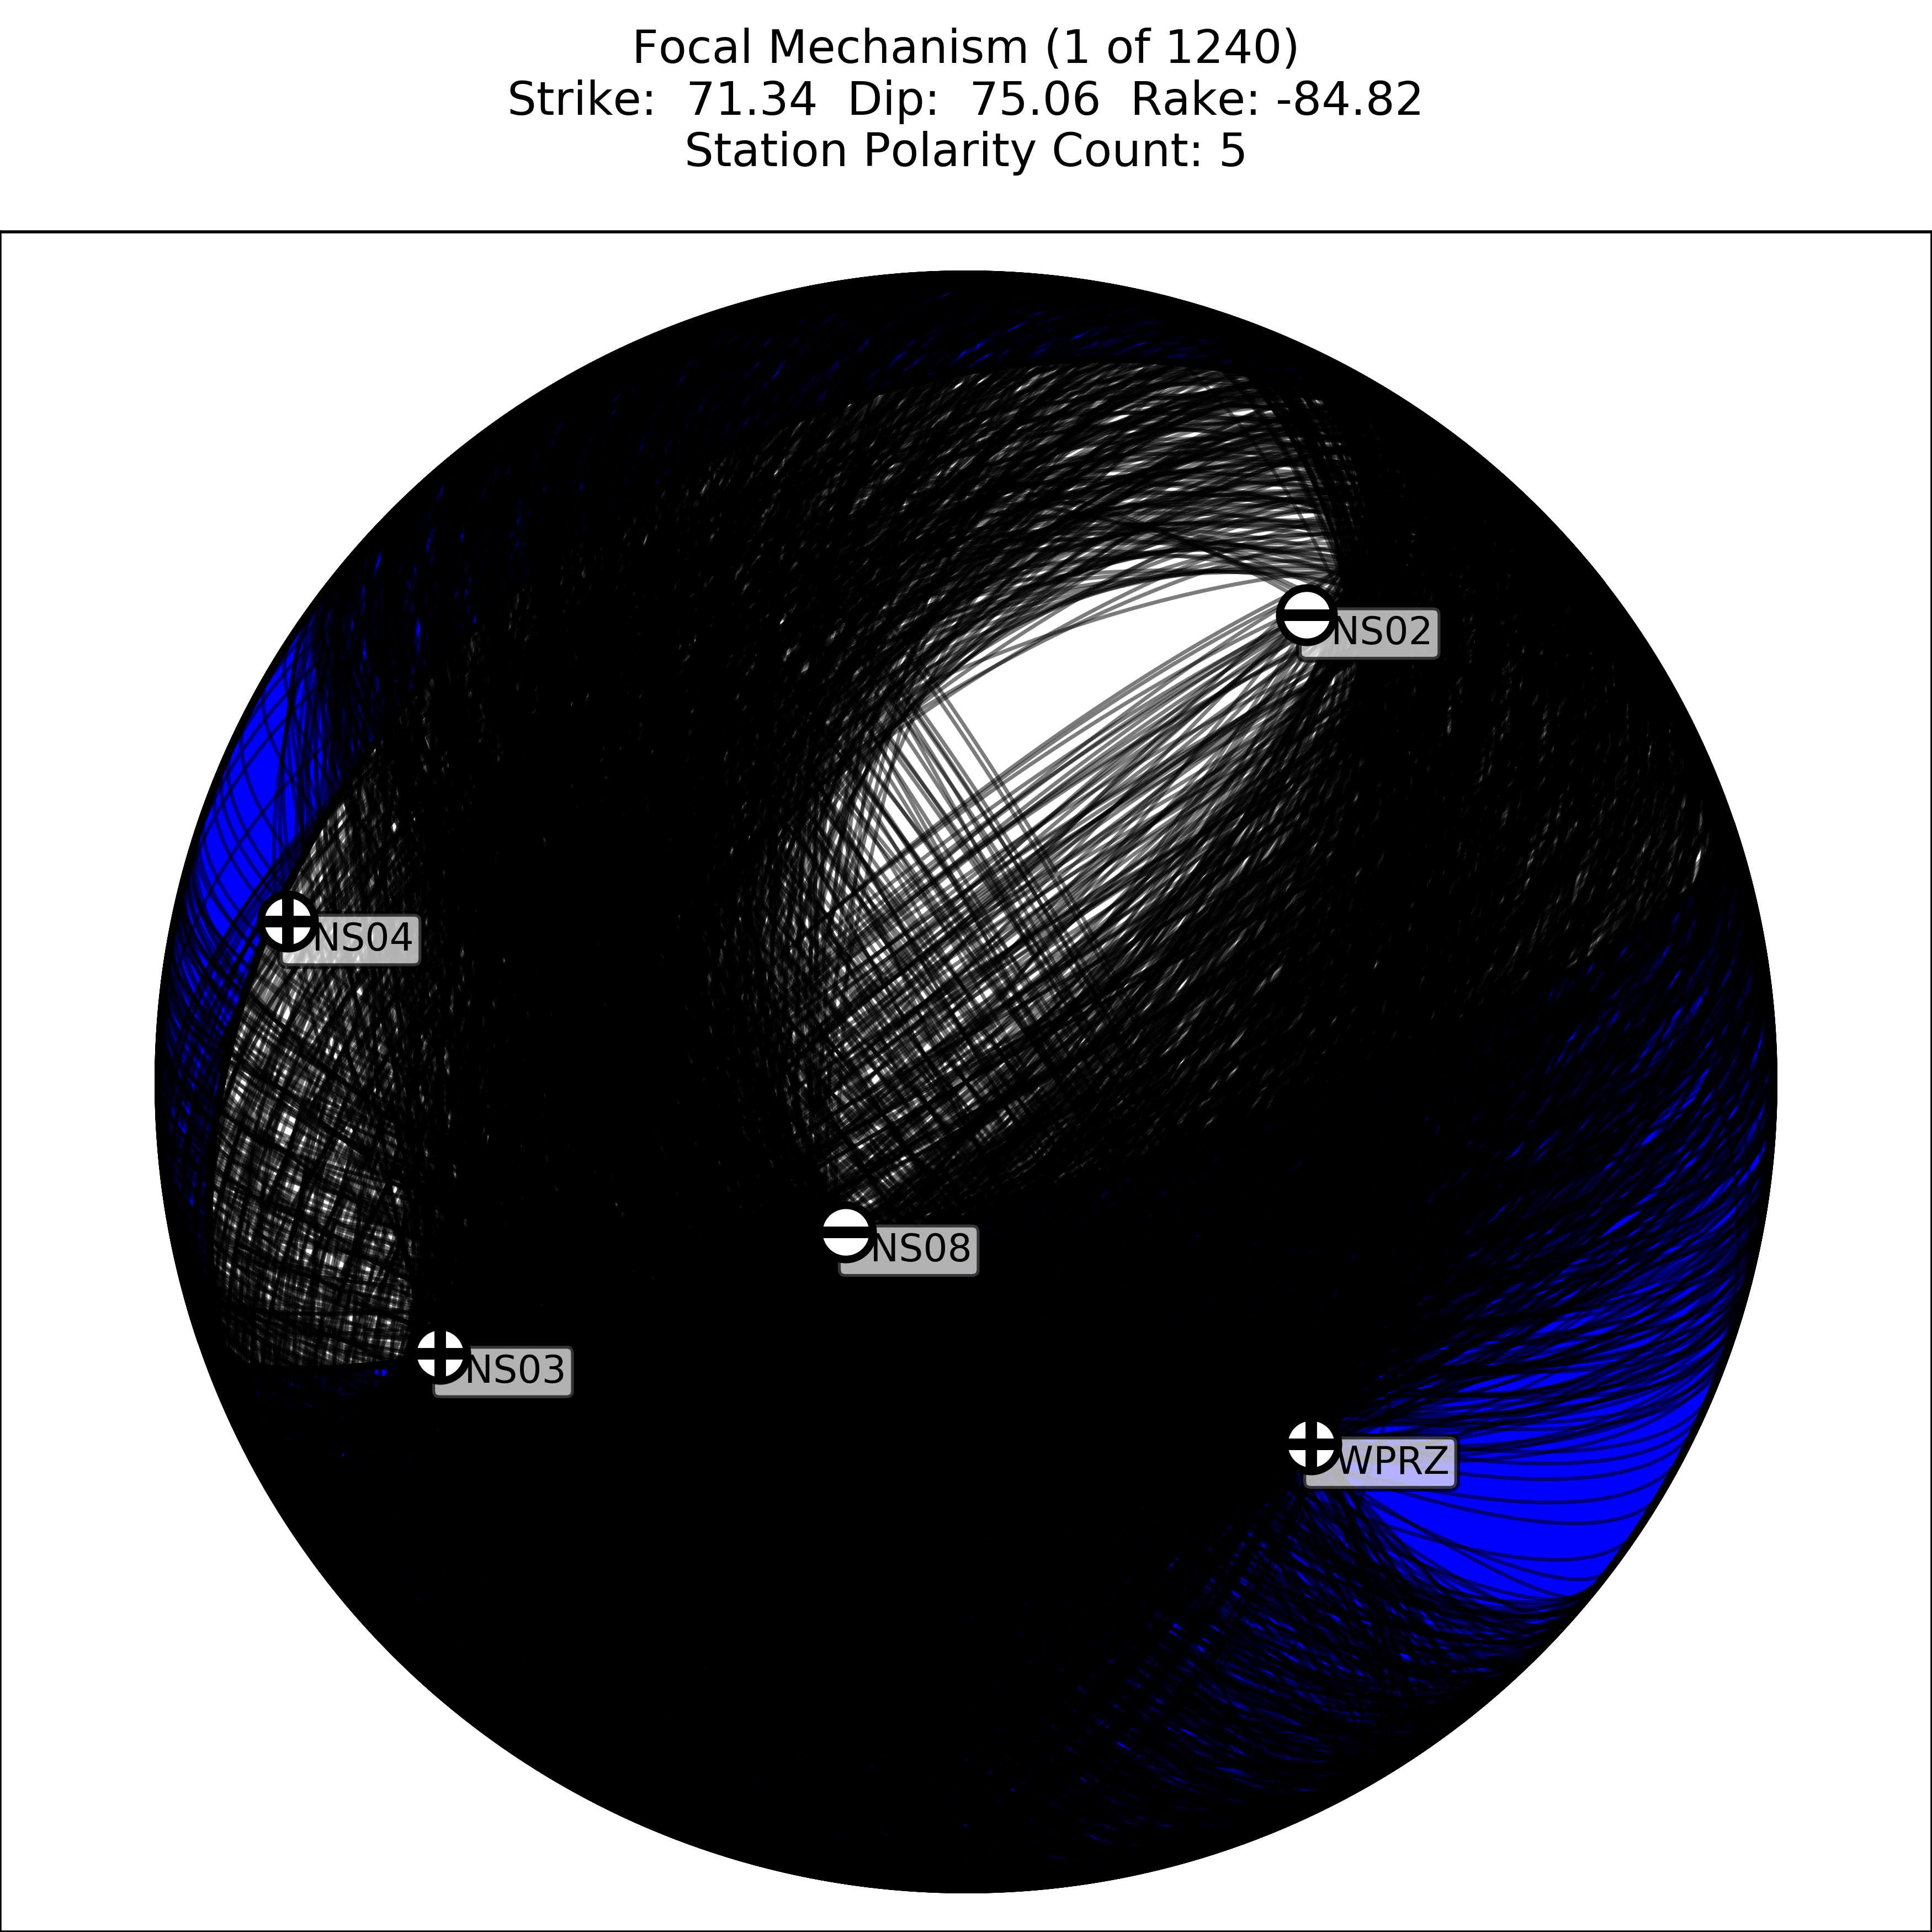 Focal Mechanism (1 of 1240)
Strike:  71.34  Dip:  75.06  Rake: -84.82
Station Polarity Count: 5
NS02
NS04
NS08
NS03
WPRZ